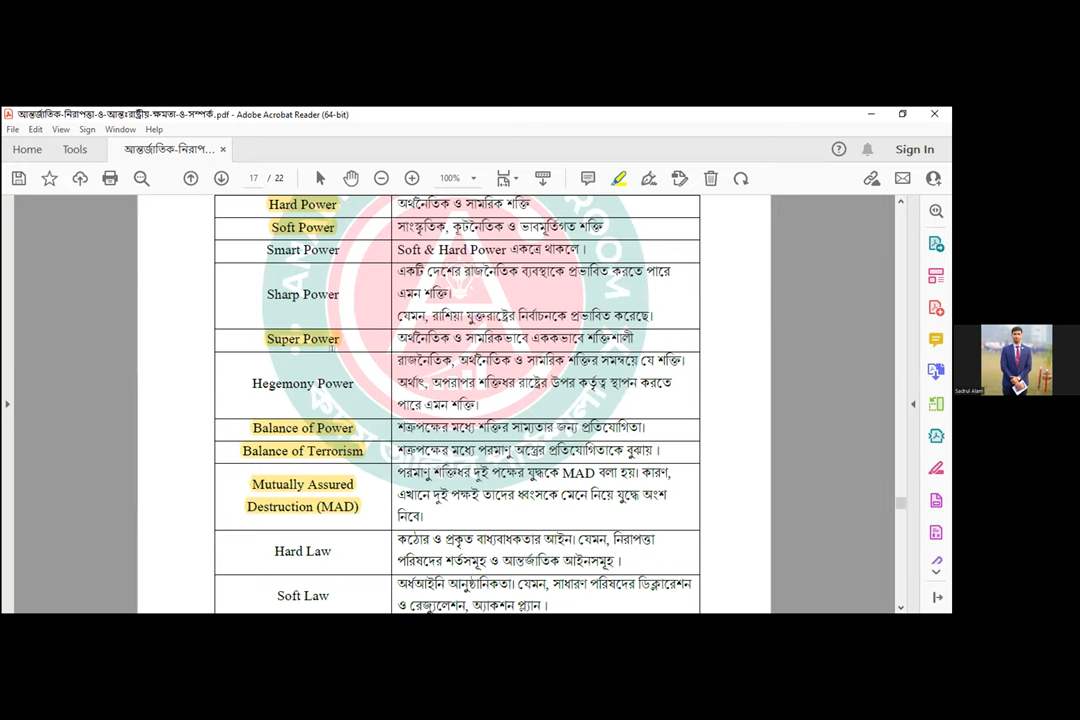 আন্তর্জাতিক-নিরাপত্তা-ও-আন্তঃরাষ্ট্রীয়-ক্ষমতা-ও-সম্পর্ক.pdf - Adobe Acrobat Reader (64-bit)
File Edit View Sign Window Help
Home Tools আন্তর্জাতিক-নিরাপ... × Sign In
17 / 22 100%
Hard Power অর্থনৈতিক ও সামরিক শক্তি
Soft Power সাংস্কৃতিক, কূটনৈতিক ও ভাবমূর্তিগত শক্তি
Smart Power Soft & Hard Power একত্রে থাকলে।
একটি দেশের রাজনৈতিক ব্যবস্থাকে প্রভাবিত করতে পারে
Sharp Power এমন শক্তি।
যেমন, রাশিয়া যুক্তরাষ্ট্রের নির্বাচনকে প্রভাবিত করেছে।
Super Power অর্থনৈতিক ও সামরিকভাবে এককভাবে শক্তিশালী
রাজনৈতিক, অর্থনৈতিক ও সামরিক শক্তির সমন্বয়ে যে শক্তি।
Hegemony Power অর্থাৎ, অপরাপর শক্তিধর রাষ্ট্রের উপর কর্তৃত্ব স্থাপন করতে
পারে এমন শক্তি।
Balance of Power শত্রুপক্ষের মধ্যে শক্তির সাম্যতার জন্য প্রতিযোগিতা।
Balance of Terrorism শত্রুপক্ষের মধ্যে পরমাণু অস্ত্রের প্রতিযোগিতাকে বুঝায়।
Mutually Assured পরমাণু শক্তিধর দুই পক্ষের যুদ্ধকে MAD বলা হয়। কারণ,
Destruction (MAD) এখানে দুই পক্ষই তাদের ধ্বংসকে মেনে নিয়ে যুদ্ধে অংশ
নিবে।
Hard Law কঠোর ও প্রকৃত বাধ্যবাধকতার আইন। যেমন, নিরাপত্তা
পরিষদের শর্তসমূহ ও আন্তর্জাতিক আইনসমূহ।
Soft Law অর্ধআইনি আনুষ্ঠানিকতা। যেমন, সাধারণ পরিষদের ডিক্লারেশন
ও রেজ্যুলেশন, অ্যাকশন প্ল্যান।
Sadrul Alam